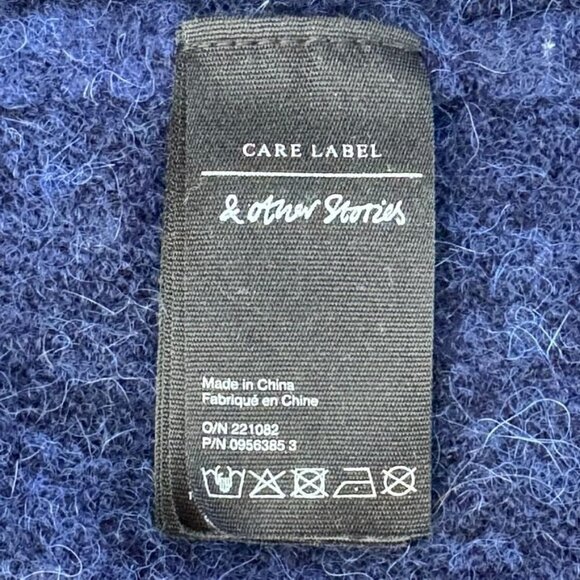 CARE LABEL
& other Stories
Made in China
Fabriqué en Chine
O/N 221082
P/N 0956385 3